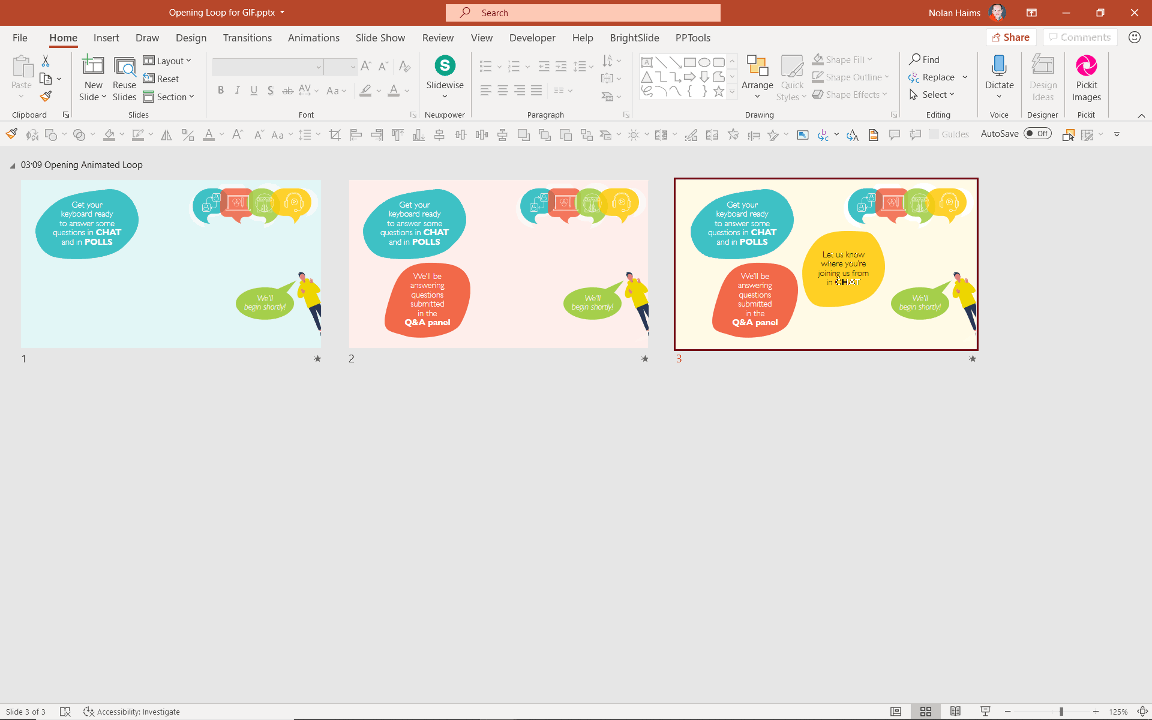 Opening Loop for GIF.pptx
Search
Nolan Haims
File Home Insert Draw Design Transitions Animations Slide Show Review View Developer Help BrightSlide PPTools
Share
Comments
Paste
Clipboard
New Slide
Reuse Slides
Layout
Reset
Section
Slides
B I U S ab AV Aa A
Font
Slidewise
Neuxpower
Paragraph
Arrange
Quick Styles
Shape Fill
Shape Outline
Shape Effects
Drawing
Find
Replace
Select
Editing
Dictate
Voice
Design Ideas
Designer
Pickit Images
Pickit
Guides
AutoSave Off
03'09 Opening Animated Loop
Get your
keyboard ready
to answer some
questions in CHAT
and in POLLS
We'll
begin shortly!
1
Get your
keyboard ready
to answer some
questions in CHAT
and in POLLS
We'll be
answering
questions
submitted
in the
Q&A panel
We'll
begin shortly!
2
Get your
keyboard ready
to answer some
questions in CHAT
and in POLLS
We'll be
answering
questions
submitted
in the
Q&A panel
Let us know
where you're
joining us from
in CHAT
We'll
begin shortly!
3
Slide 3 of 3
Accessibility: Investigate
125%